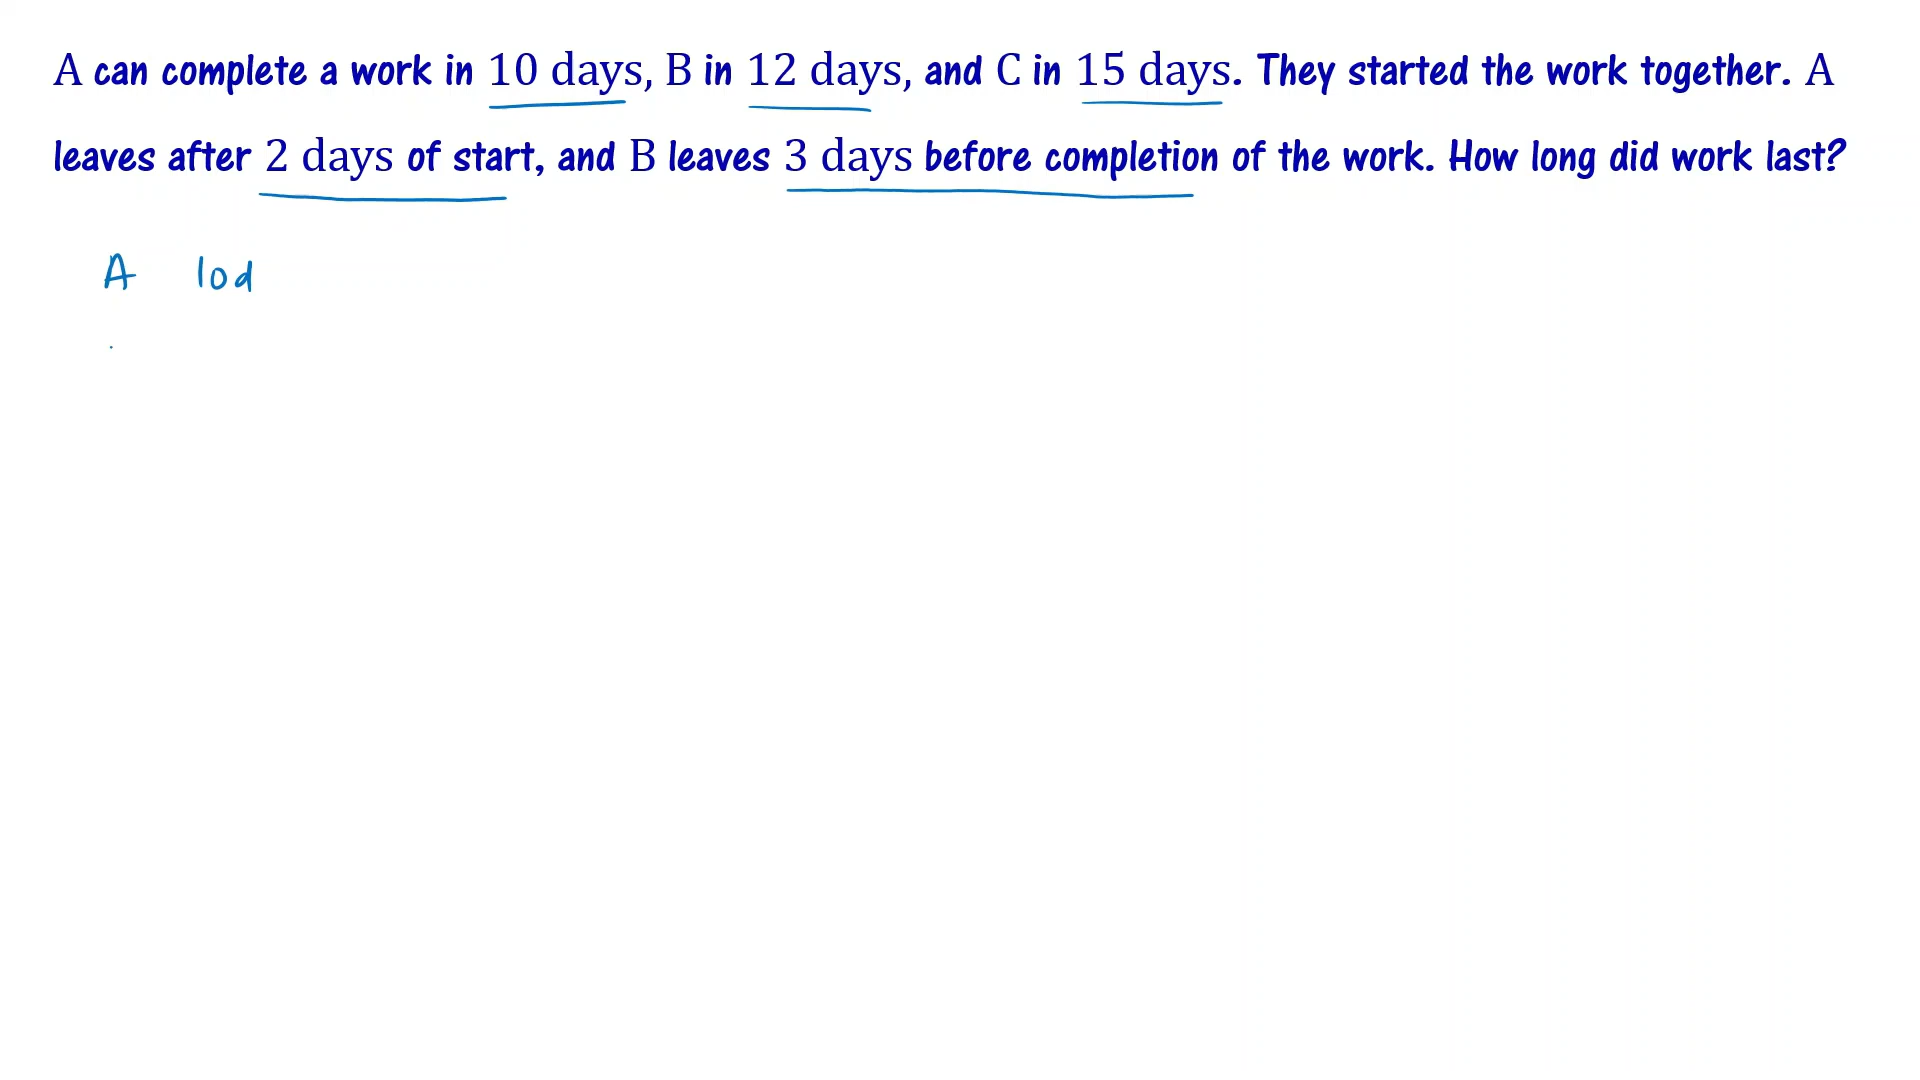 A can complete a work in 10 days, B in 12 days, and C in 15 days. They started the work together. A
leaves after 2 days of start, and B leaves 3 days before completion of the work. How long did work last?
A 10d